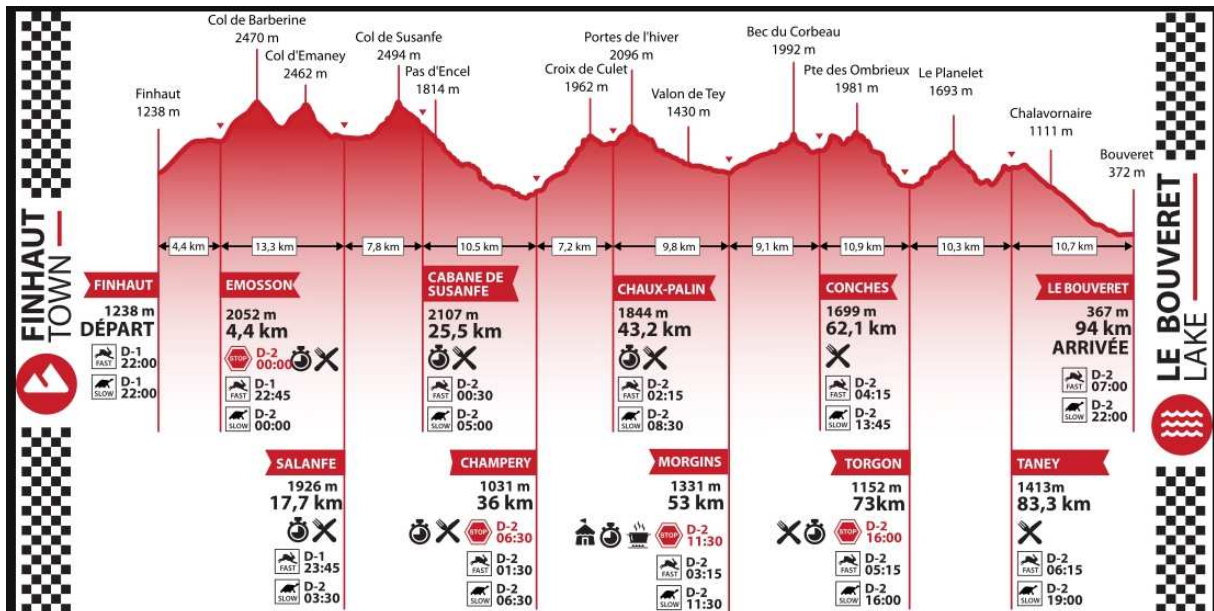 Col de Barberine
2470 m
Col d'Emaney
2462 m
Col de Susanfe
2494 m
Pas d'Encel
1814 m
Portes de l'hiver
2096 m
Croix de Culet
1962 m
Valon de Tey
1430 m
Bec du Corbeau
1992 m
Pte des Ombrieux
1981 m
Le Planelet
1693 m
Chalavornaire
1111 m
Finhaut
1238 m
Bouveret
372 m
FINHAUT
TOWN
LE BOUVERET
LAKE
4,4 km
13,3 km
7,8 km
10.5 km
7,2 km
9,8 km
9,1 km
10,9 km
10,3 km
10,7 km
FINHAUT
1238 m
DÉPART
FAST D-1
22:00
SLOW D-1
22:00
EMOSSON
2052 m
4,4 km
STOP D-2
00:00
FAST D-1
22:45
SLOW D-2
00:00
CABANE DE
SUSANFE
2107 m
25,5 km
FAST D-2
00:30
SLOW D-2
05:00
CHAUX-PALIN
1844 m
43,2 km
FAST D-2
02:15
SLOW D-2
08:30
CONCHES
1699 m
62,1 km
FAST D-2
04:15
SLOW D-2
13:45
LE BOUVERET
367 m
94 km
ARRIVÉE
FAST D-2
07:00
SLOW D-2
22:00
SALANFE
1926 m
17,7 km
FAST D-1
23:45
SLOW D-2
03:30
CHAMPERY
1031 m
36 km
STOP D-2
06:30
FAST D-2
01:30
SLOW D-2
06:30
MORGINS
1331 m
53 km
STOP D-2
11:30
FAST D-2
03:15
SLOW D-2
11:30
TORGON
1152 m
73km
STOP D-2
16:00
FAST D-2
05:15
SLOW D-2
16:00
TANEY
1413m
83,3 km
FAST D-2
06:15
SLOW D-2
19:00